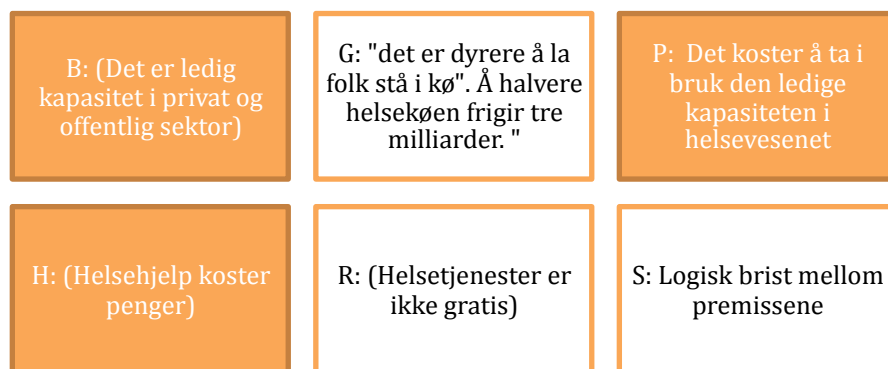 B: (Det er ledig
kapasitet i privat og
offentlig sektor)
G: "det er dyrere å la
folk stå i kø". Å halvere
helsekøen frigir tre
milliarder. "
P: Det koster å ta i
bruk den ledige
kapasiteten i
helsevesenet
H: (Helsehjelp koster
penger)
R: (Helsetjenester er
ikke gratis)
S: Logisk brist mellom
premissene